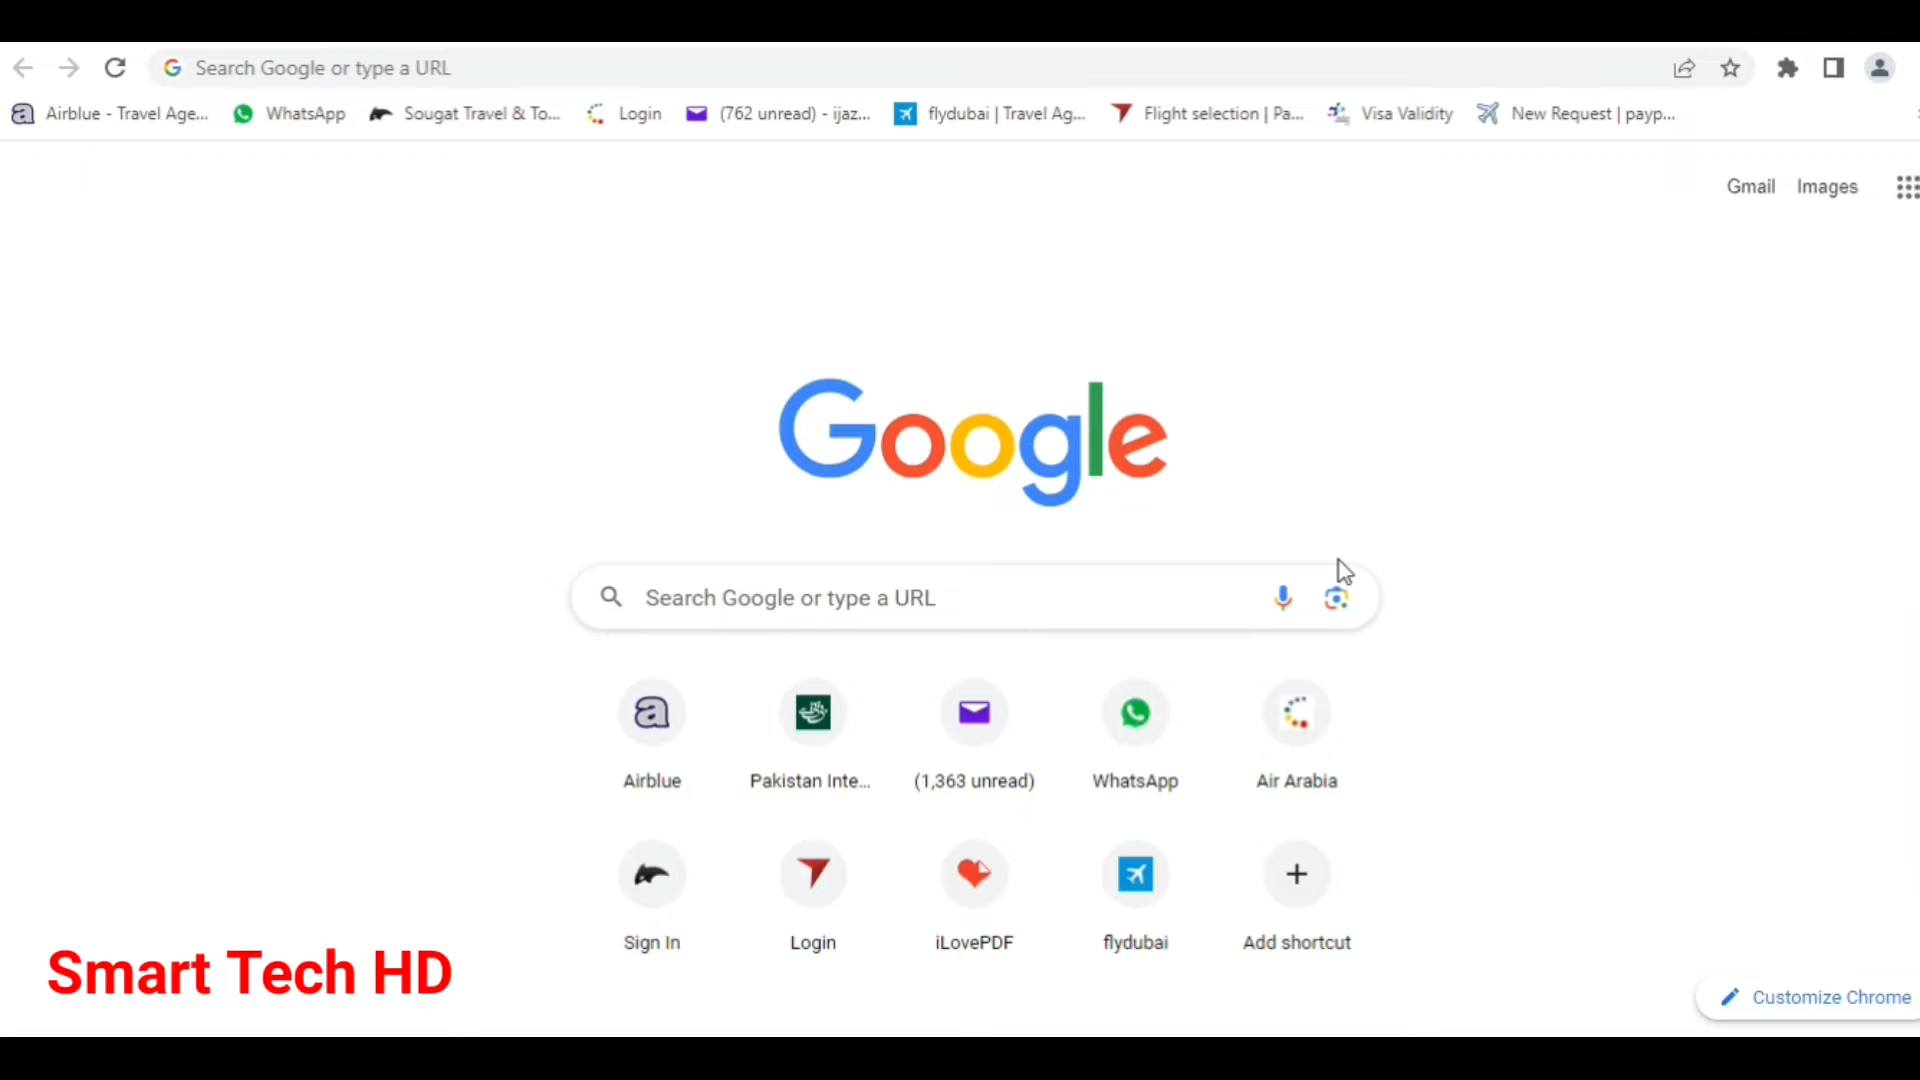 Search Google or type a URL
Airblue - Travel Age... WhatsApp Sougat Travel & To... Login (762 unread) - ijaz... flydubai | Travel Ag... Flight selection | Pa... Visa Validity New Request | payp...
Gmail Images
Google
Search Google or type a URL
Airblue Pakistan Inte... (1,363 unread) WhatsApp Air Arabia
Sign In Login iLovePDF flydubai Add shortcut
Smart Tech HD
Customize Chrome